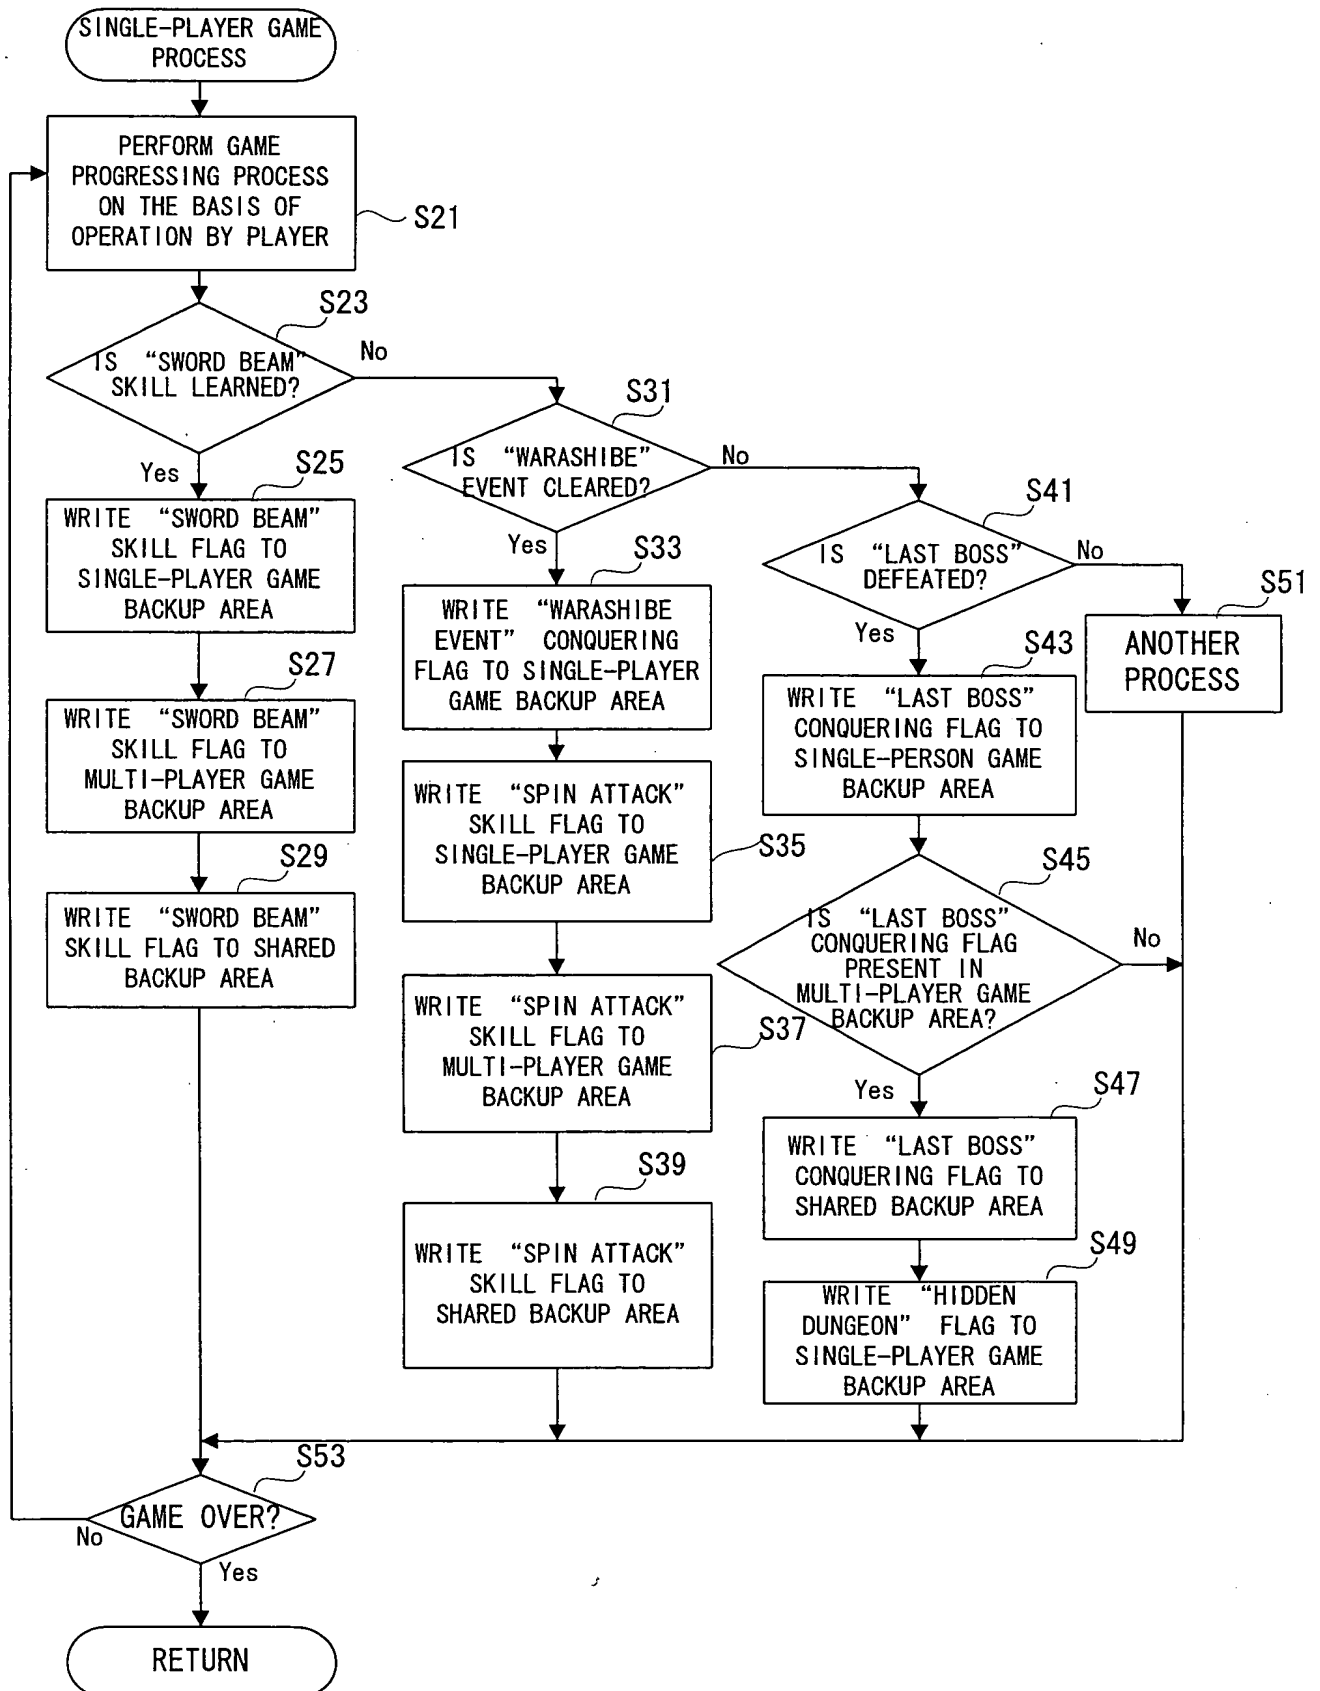 SINGLE-PLAYER GAME
PROCESS
PERFORM GAME
PROGRESSING PROCESS
ON THE BASIS OF
OPERATION BY PLAYER
S21
S23
IS "SWORD BEAM"
SKILL LEARNED?
No
Yes
S25
WRITE "SWORD BEAM"
SKILL FLAG TO
SINGLE-PLAYER GAME
BACKUP AREA
S27
WRITE "SWORD BEAM"
SKILL FLAG TO
MULTI-PLAYER GAME
BACKUP AREA
S29
WRITE "SWORD BEAM"
SKILL FLAG TO SHARED
BACKUP AREA
S31
IS "WARASHIBE"
EVENT CLEARED?
No
Yes
S33
WRITE "WARASHIBE
EVENT" CONQUERING
FLAG TO SINGLE-PLAYER
GAME BACKUP AREA
WRITE "SPIN ATTACK"
SKILL FLAG TO
SINGLE-PLAYER GAME
BACKUP AREA
S35
WRITE "SPIN ATTACK"
SKILL FLAG TO
MULTI-PLAYER GAME
BACKUP AREA
S37
S39
WRITE "SPIN ATTACK"
SKILL FLAG TO
SHARED BACKUP AREA
S41
IS "LAST BOSS"
DEFEATED?
No
Yes
S43
WRITE "LAST BOSS"
CONQUERING FLAG TO
SINGLE-PERSON GAME
BACKUP AREA
S45
IS "LAST BOSS"
CONQUERING FLAG
PRESENT IN
MULTI-PLAYER GAME
BACKUP AREA?
No
Yes
S47
WRITE "LAST BOSS"
CONQUERING FLAG TO
SHARED BACKUP AREA
S49
WRITE "HIDDEN
DUNGEON" FLAG TO
SINGLE-PLAYER GAME
BACKUP AREA
S51
ANOTHER
PROCESS
S53
GAME OVER?
No
Yes
RETURN